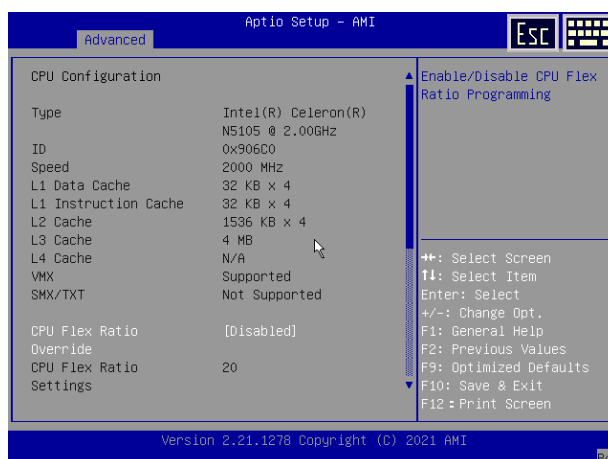 Aptio Setup – AMI
Advanced
Esc
CPU Configuration
Type Intel(R) Celeron(R)
N5105 @ 2.00GHz
ID 0x906C0
Speed 2000 MHz
L1 Data Cache 32 KB x 4
L1 Instruction Cache 32 KB x 4
L2 Cache 1536 KB x 4
L3 Cache 4 MB
L4 Cache N/A
VMX Supported
SMX/TXT Not Supported
CPU Flex Ratio [Disabled]
Override
CPU Flex Ratio 20
Settings
Enable/Disable CPU Flex
Ratio Programming
→←: Select Screen
↑↓: Select Item
Enter: Select
+/-: Change Opt.
F1: General Help
F2: Previous Values
F9: Optimized Defaults
F10: Save & Exit
F12 : Print Screen
Version 2.21.1278 Copyright (C) 2021 AMI